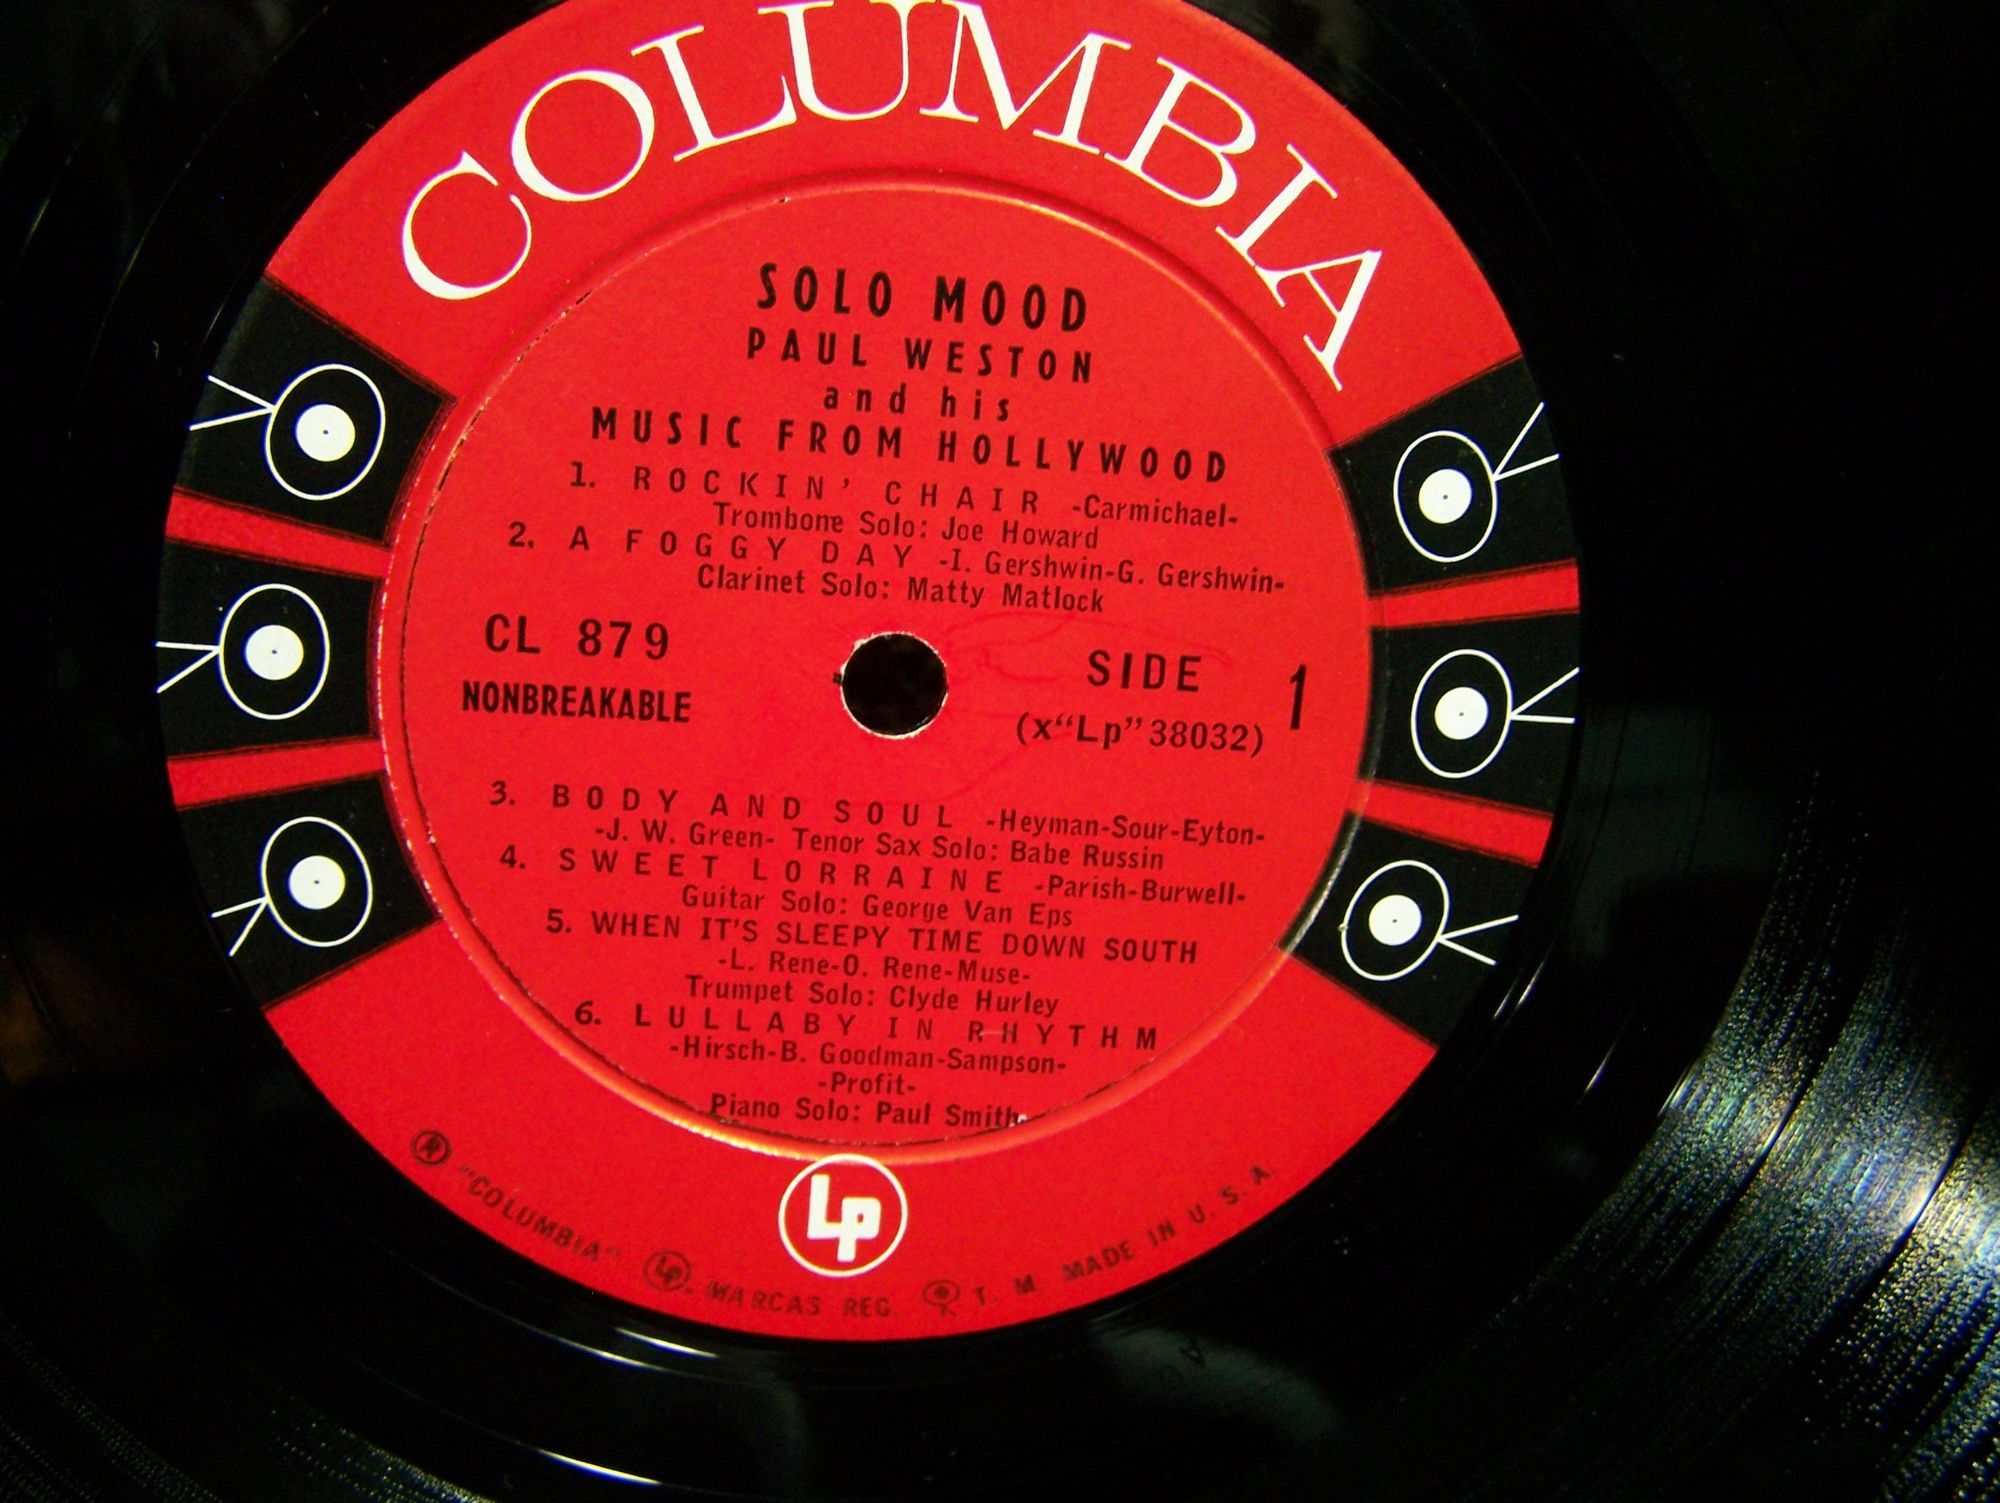 COLUMBIA
SOLO MOOD
PAUL WESTON
and his
MUSIC FROM HOLLYWOOD
1. ROCKIN' CHAIR -Carmichael-
Trombone Solo: Joe Howard
2. A FOGGY DAY -I. Gershwin-G. Gershwin-
Clarinet Solo: Matty Matlock
CL 879
NONBREAKABLE
SIDE 1
(x"Lp"38032)
3. BODY AND SOUL -Heyman-Sour-Eyton-
-J. W. Green- Tenor Sax Solo: Babe Russin
4. SWEET LORRAINE -Parish-Burwell-
Guitar Solo: George Van Eps
5. WHEN IT'S SLEEPY TIME DOWN SOUTH
-L. Rene-O. Rene-Muse-
Trumpet Solo: Clyde Hurley
6. LULLABY IN RHYTHM
-Hirsch-B. Goodman-Sampson-
-Profit-
Piano Solo: Paul Smith
Lp
® "COLUMBIA" Lp. MARCAS REG. T. M. MADE IN U. S. A.